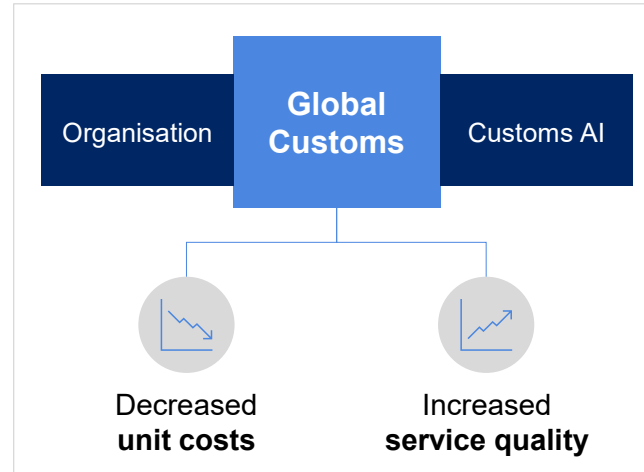 Organisation
Global
Customs
Customs AI
Decreased
unit costs
Increased
service quality